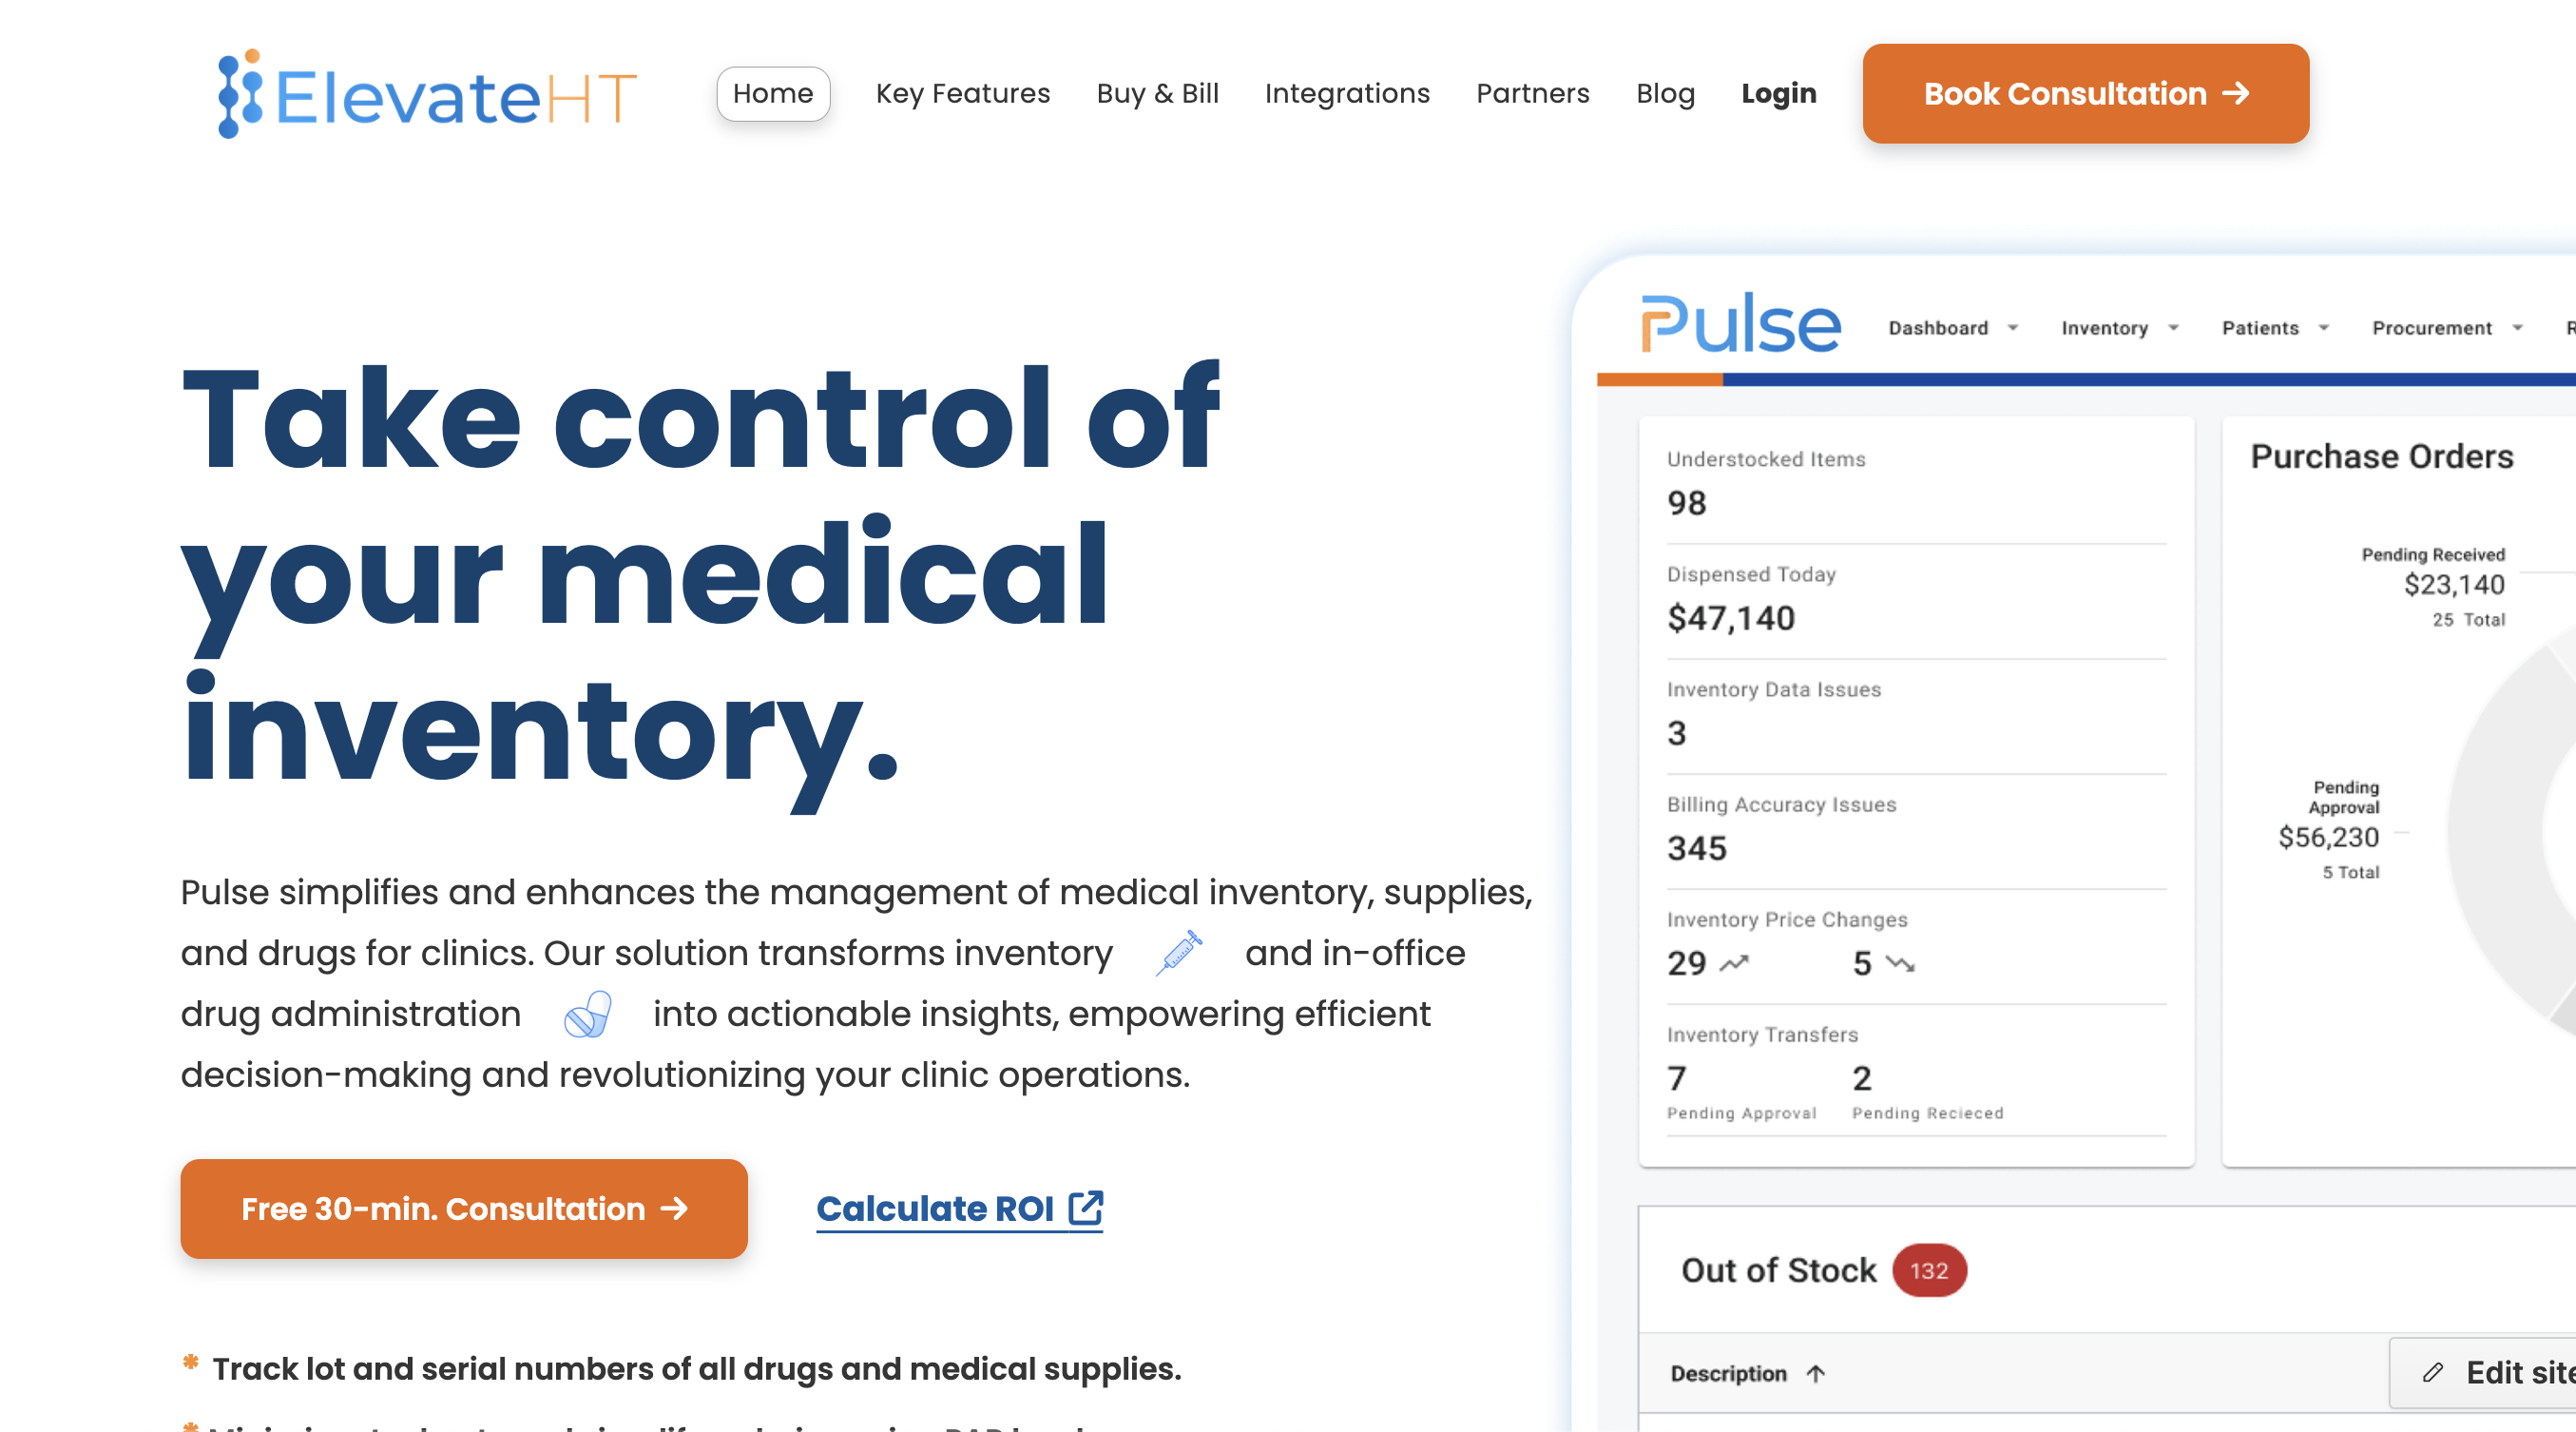 ElevateHT
Home
Key Features
Buy & Bill
Integrations
Partners
Blog
Login
Book Consultation →
Take control of
your medical
inventory.
Pulse simplifies and enhances the management of medical inventory, supplies,
and drugs for clinics. Our solution transforms inventory and in-office
drug administration into actionable insights, empowering efficient
decision-making and revolutionizing your clinic operations.
Free 30-min. Consultation →
Calculate ROI
* Track lot and serial numbers of all drugs and medical supplies.
Pulse
Dashboard
Inventory
Patients
Procurement
Understocked Items
98
Dispensed Today
$47,140
Inventory Data Issues
3
Billing Accuracy Issues
345
Inventory Price Changes
29 5
Inventory Transfers
7 2
Pending Approval Pending Recieced
Purchase Orders
Pending Received
$23,140
25 Total
Pending
Approval
$56,230
5 Total
Out of Stock 132
Description ↑
Edit site